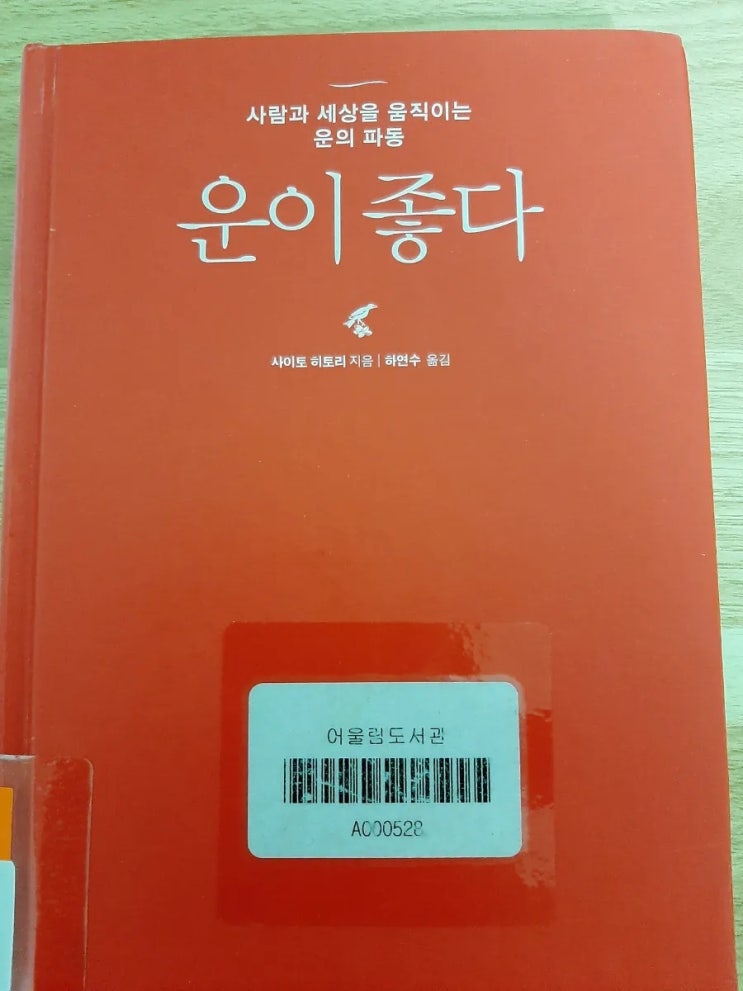 사람과 세상을 움직이는
운의 파동
운이 좋다
사이토 히토리 지음 | 하연수 옮김
어울림도서관
A000528